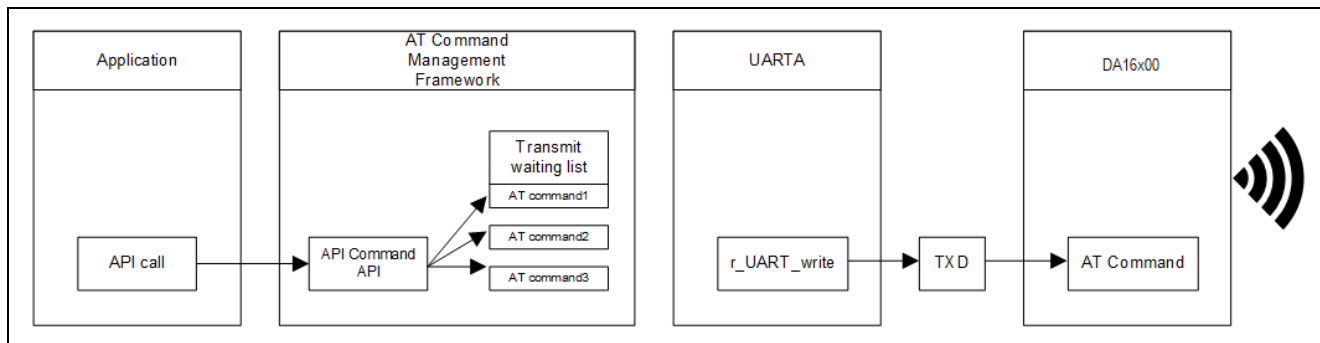 Application
API call
AT Command
Management
Framework
Transmit
waiting list
AT command1
AT command2
AT command3
API Command
API
UARTA
r_UART_write
TXD
DA16x00
AT Command